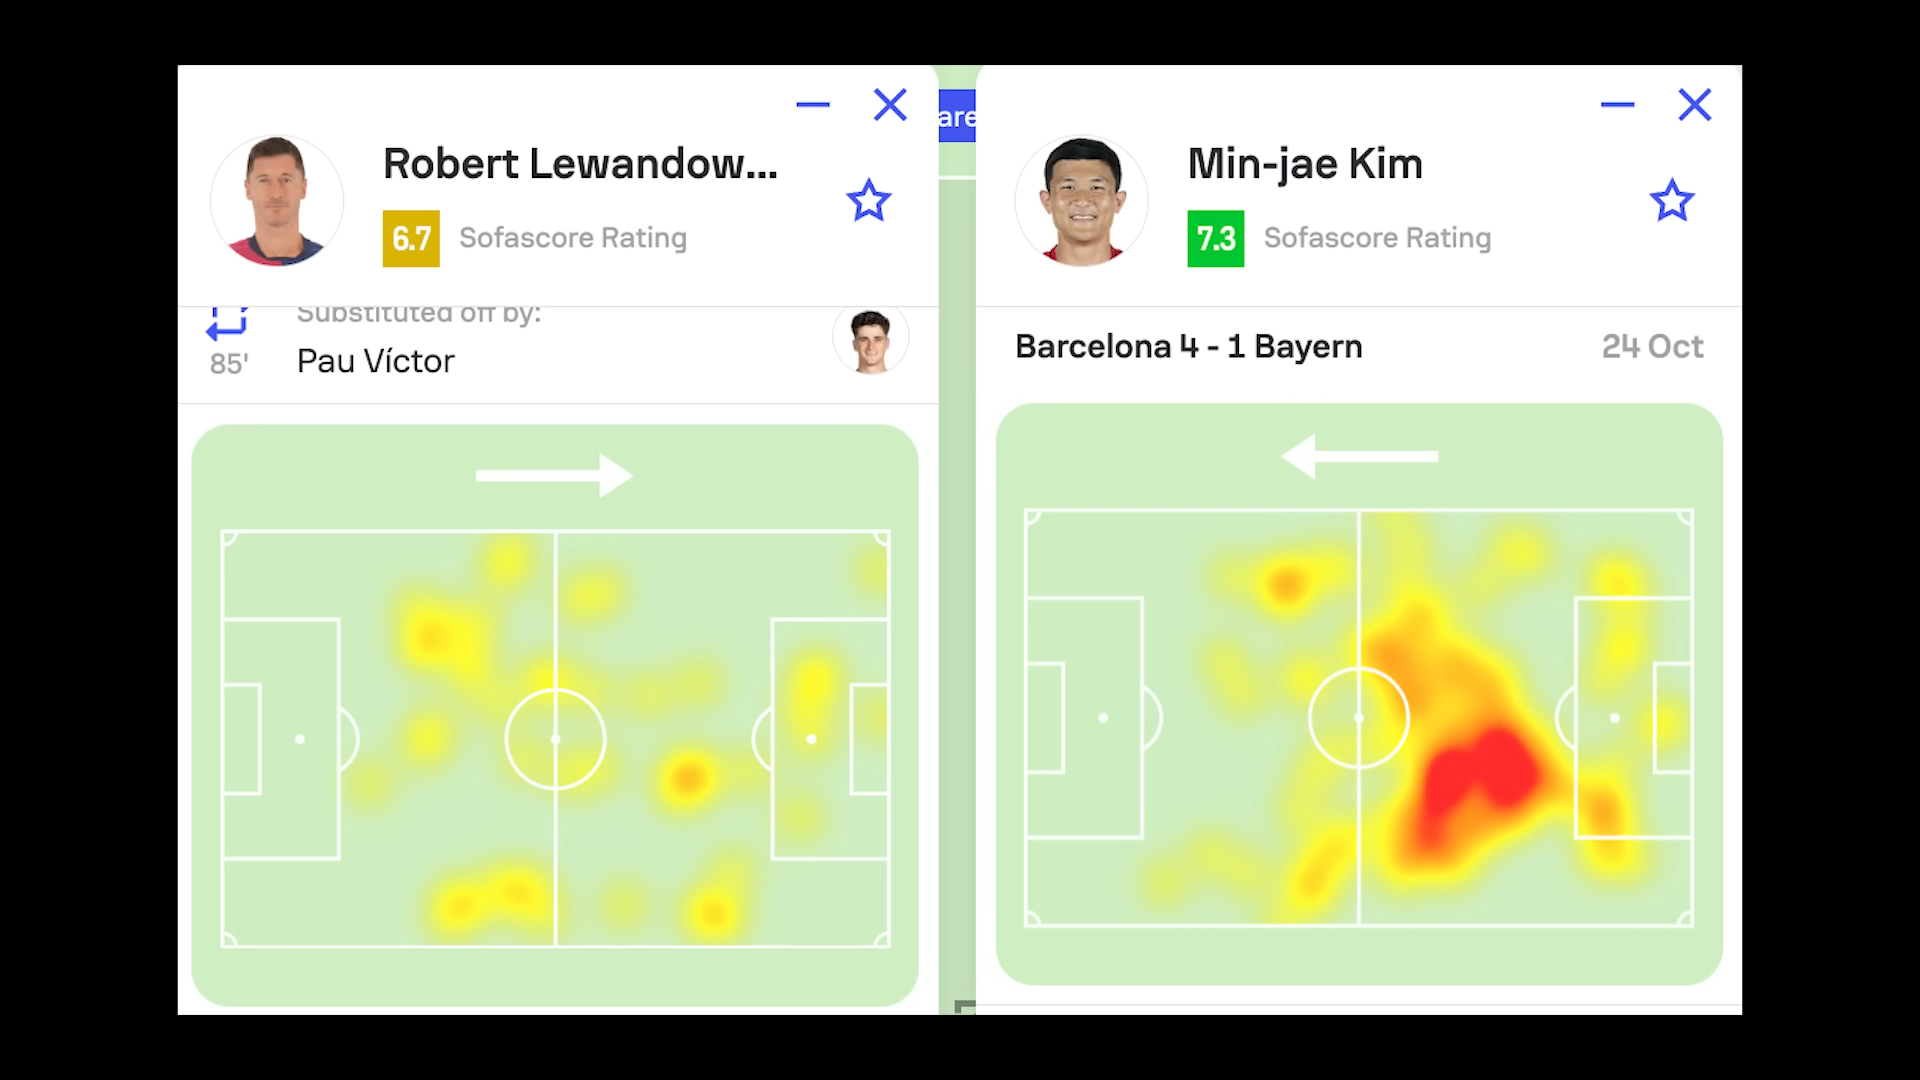 Robert Lewandow...
6.7 Sofascore Rating
Substituted off by:
85' Pau Víctor
are
Min-jae Kim
7.3 Sofascore Rating
Barcelona 4 - 1 Bayern 24 Oct